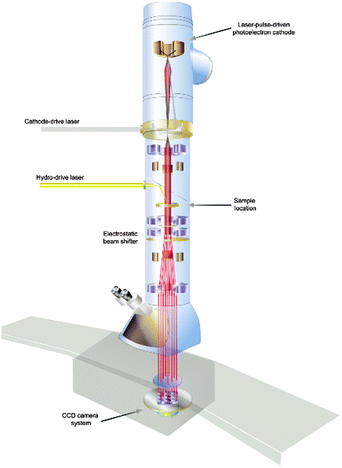 Laser-pulse-driven
photoelectron cathode
Cathode-drive laser
Hydro-drive laser
Sample
location
Electrostatic
beam shifter
CCD camera
system